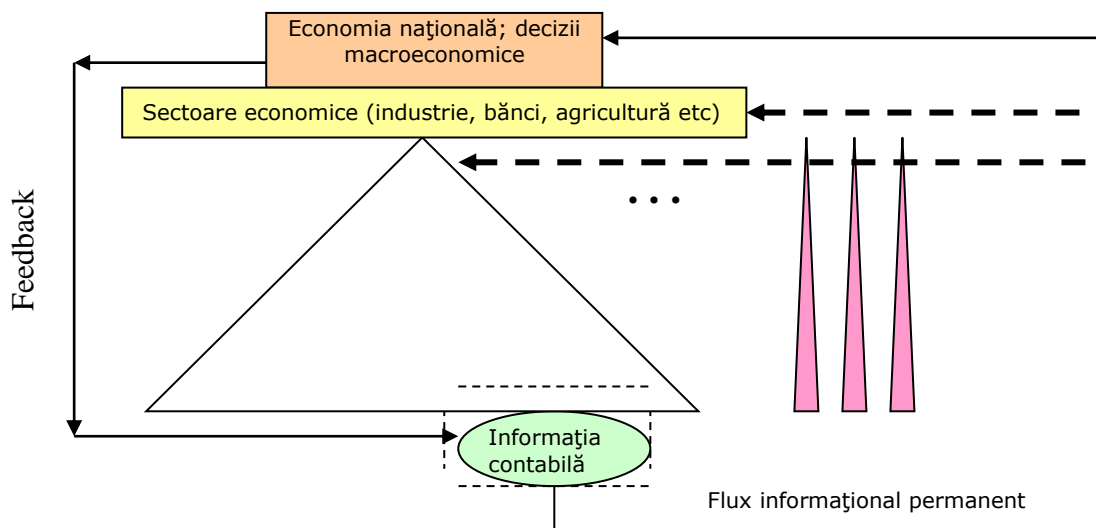 Economia naţională; decizii
macroeconomice
Sectoare economice (industrie, bănci, agricultură etc)
Feedback
...
Informaţia
contabilă
Flux informaţional permanent